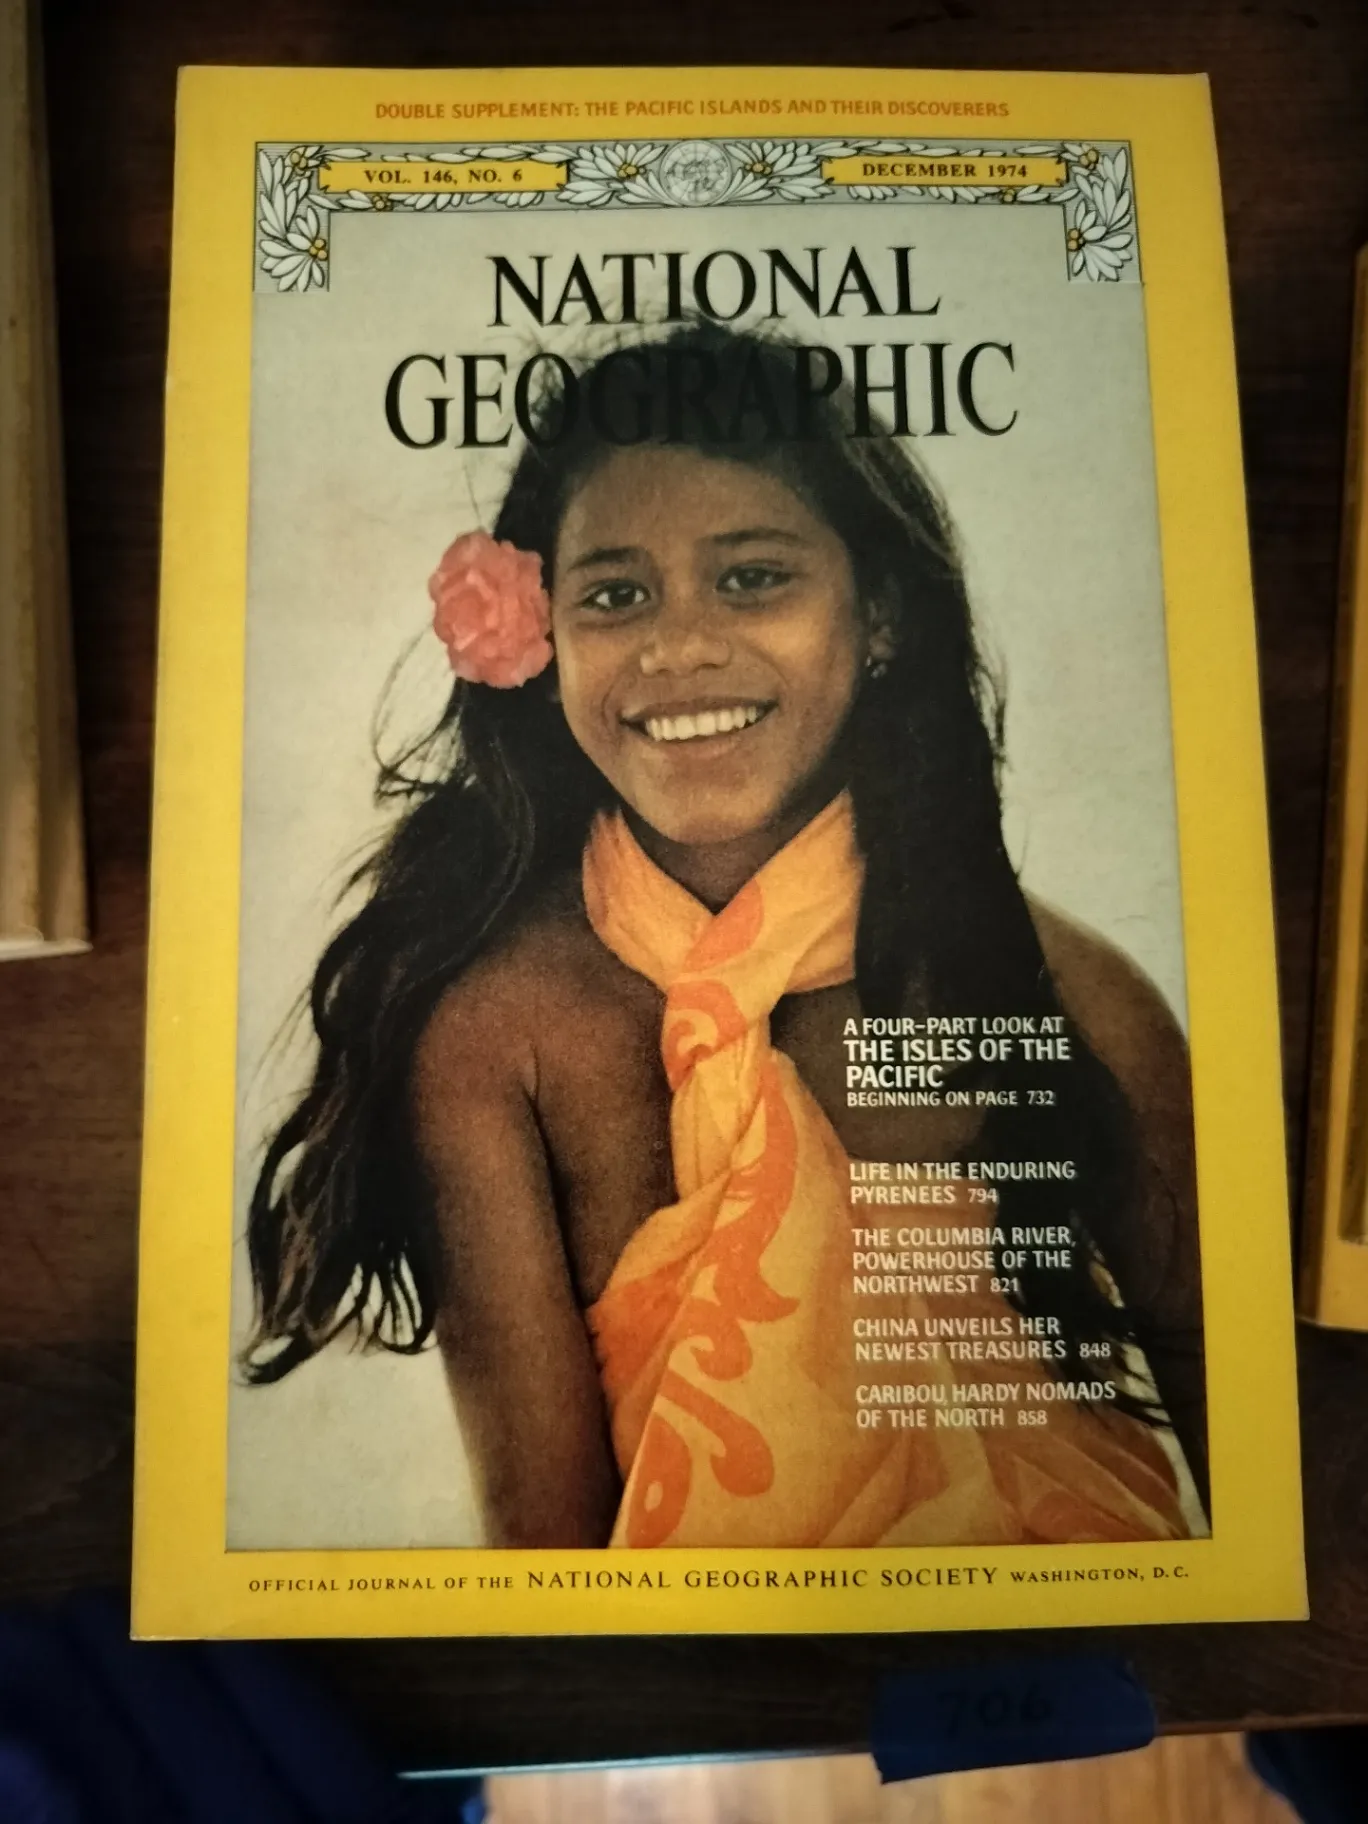 DOUBLE SUPPLEMENT: THE PACIFIC ISLANDS AND THEIR DISCOVERERS
VOL. 146, NO. 6
DECEMBER 1974
NATIONAL
GEOGRAPHIC
A FOUR-PART LOOK AT
THE ISLES OF THE
PACIFIC
BEGINNING ON PAGE 732
LIFE IN THE ENDURING
PYRENEES 794
THE COLUMBIA RIVER,
POWERHOUSE OF THE
NORTHWEST 821
CHINA UNVEILS HER
NEWEST TREASURES 848
CARIBOU, HARDY NOMADS
OF THE NORTH 858
OFFICIAL JOURNAL OF THE NATIONAL GEOGRAPHIC SOCIETY WASHINGTON, D.C.
706